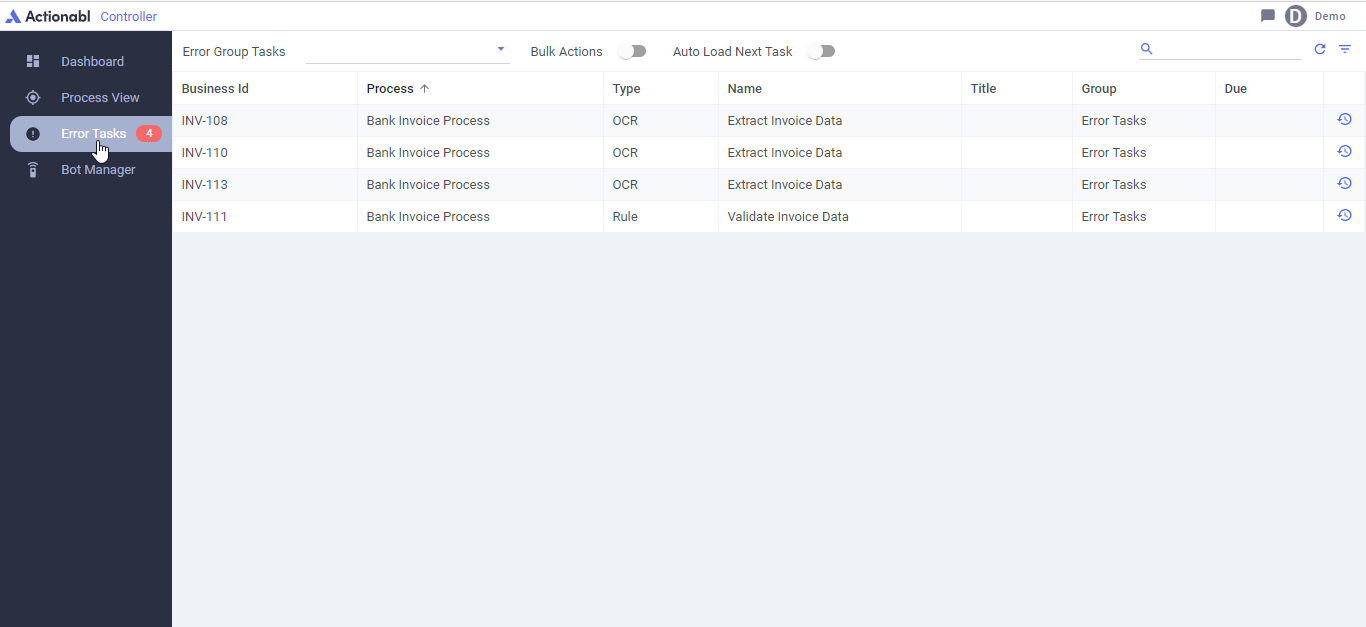 Actionabl Controller
D Demo
Dashboard
Process View
Error Tasks 4
Bot Manager
Error Group Tasks Bulk Actions Auto Load Next Task
Business Id Process Type Name Title Group Due
INV-108 Bank Invoice Process OCR Extract Invoice Data Error Tasks
INV-110 Bank Invoice Process OCR Extract Invoice Data Error Tasks
INV-113 Bank Invoice Process OCR Extract Invoice Data Error Tasks
INV-111 Bank Invoice Process Rule Validate Invoice Data Error Tasks